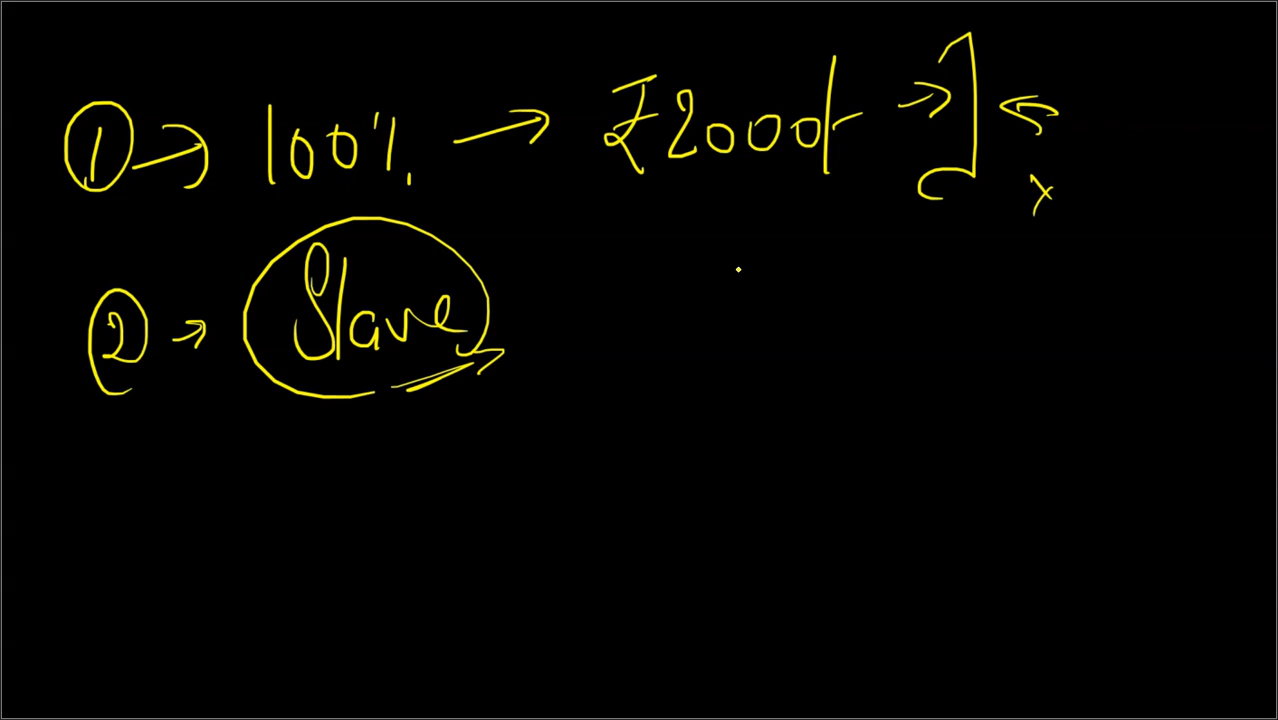 1 → 100% → ₹2000/- → ] ← x
2 → Slave